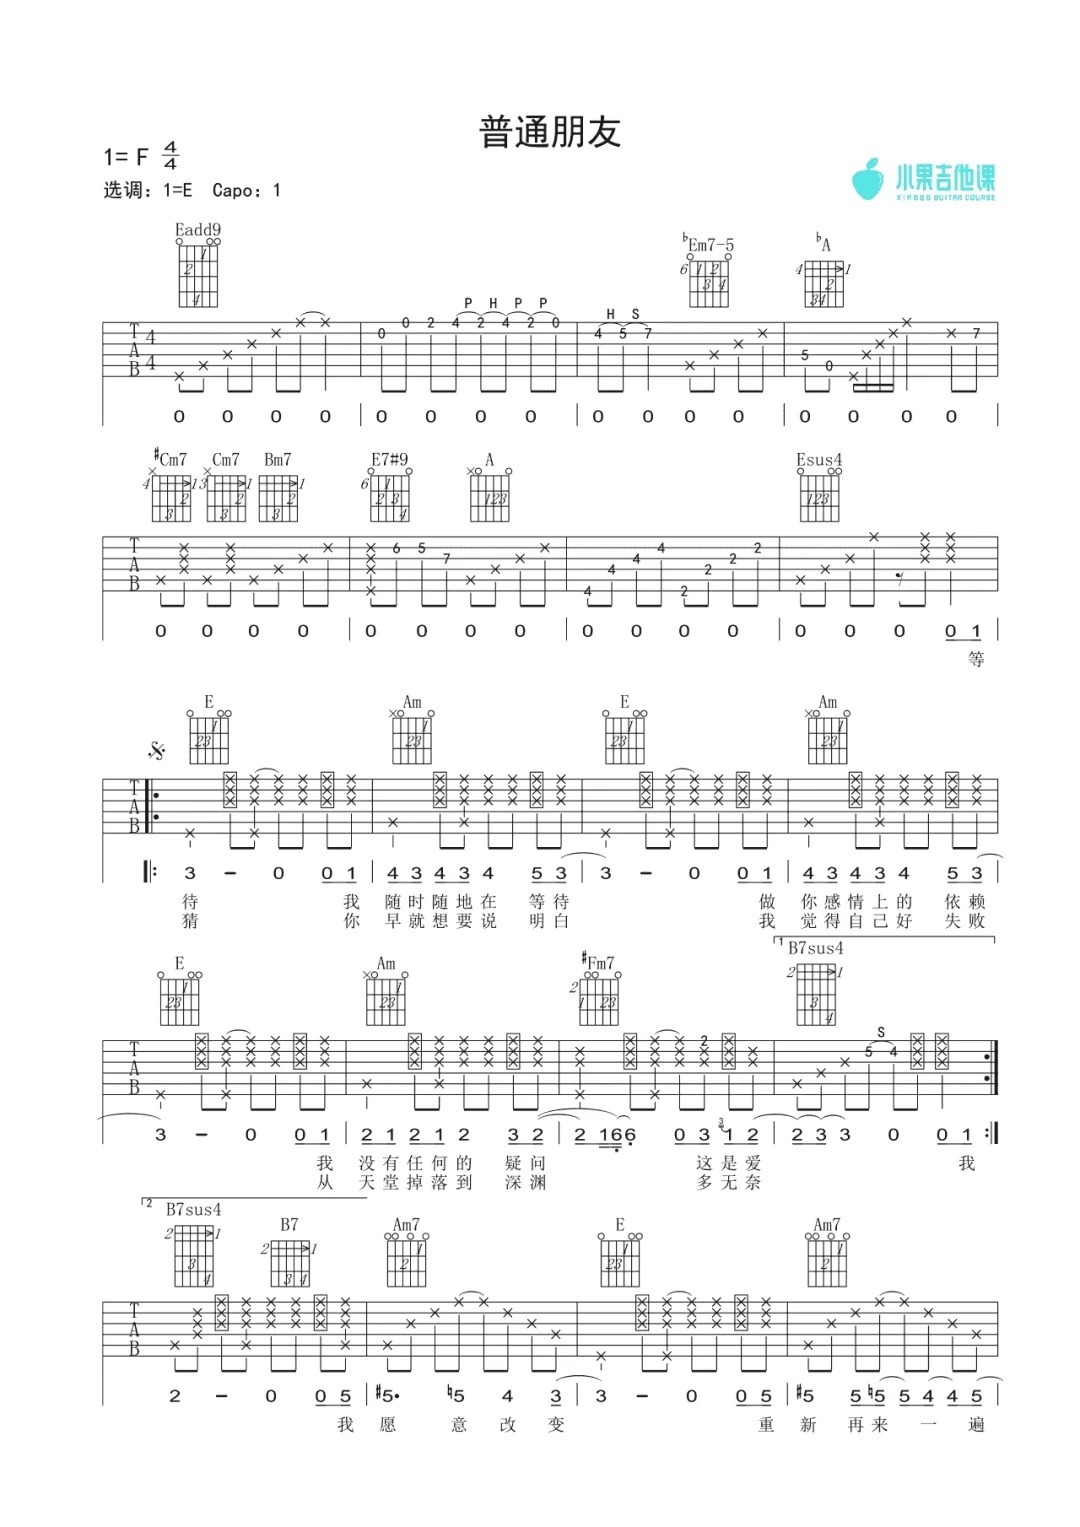 普通朋友
1= F 4/4
选调: 1=E Capo: 1
小果吉他课
XIAOGUO GUITAR COURSE
Eadd9 ♭Em7-5 ♭A
P H P P H S
T A B 4/4 0 0 2 4 2 4 2 0 4 5 7 5 0 7
0 0 0 0 | 0 0 0 0 | 0 0 0 0 | 0 0 0 0
#Cm7 Cm7 Bm7 E7#9 A Esus4
T A B 6 5 7 4 4 4 4 2 2 2 2
0 0 0 0 | 0 0 0 0 | 0 0 0 0 | 0 0 0 0 1
等
E Am E Am
T A B
3 - 0 0 1 | 4 3 4 3 4 5 3 | 3 - 0 0 1 | 4 3 4 3 4 5 3
待 我 随时随地在 等待 做 你感情上的 依赖
猜 你 早就想要说 明白 我 觉得自己好 失败
E Am #Fm7 1 B7sus4
S
T A B 2 5 4
3 - 0 0 1 | 2 1 2 1 2 3 2 | 2 1 6 6 0 3 3 1 2 | 2 3 3 0 0 1
我 没有任何的 疑问 这是爱 我
从 天堂掉落到 深渊 多无奈
2 B7sus4 B7 Am7 E Am7
T A B
2 - 0 0 5 | #5· ♮5 4 3 | 3 - 0 0 5 | #5 5 ♮5 5 4 4 5
我 愿 意改变 重 新再来一遍